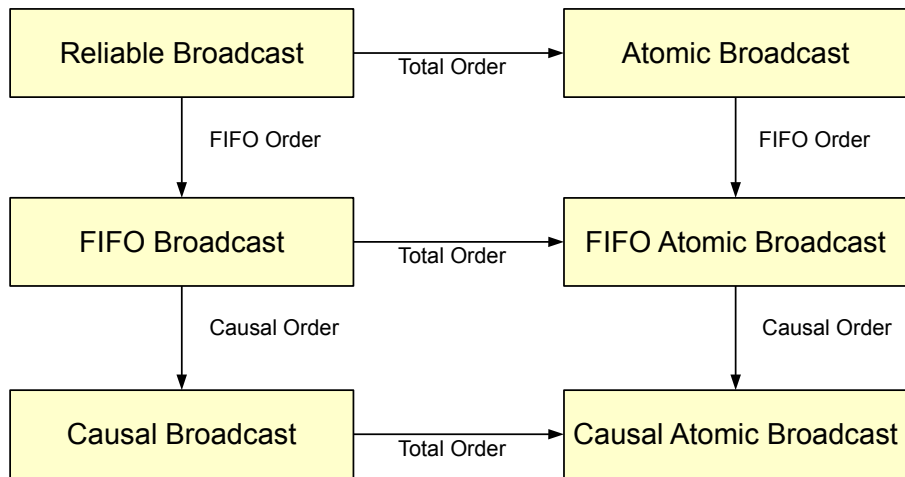 Reliable Broadcast
Total Order
Atomic Broadcast
FIFO Order
FIFO Order
FIFO Broadcast
Total Order
FIFO Atomic Broadcast
Causal Order
Causal Order
Causal Broadcast
Total Order
Causal Atomic Broadcast